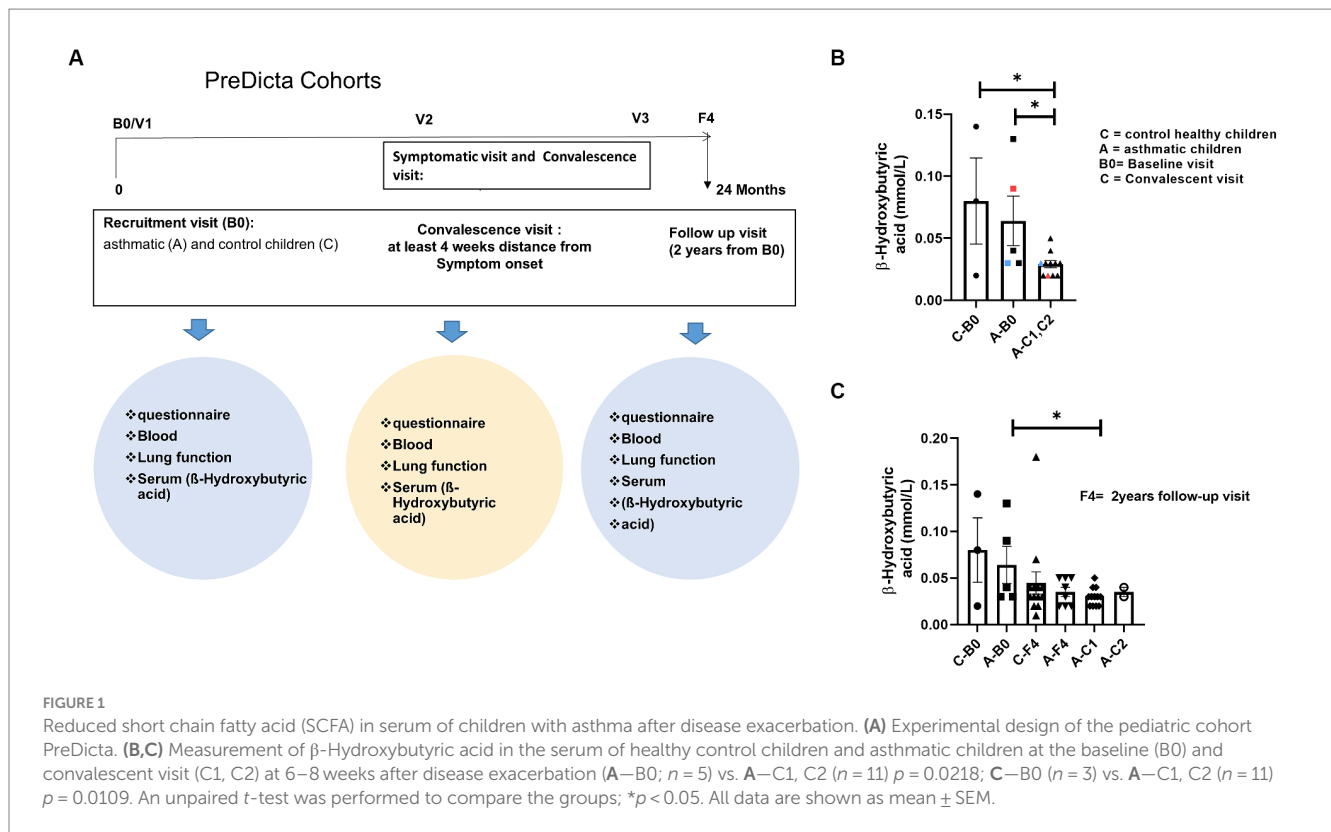 A
PreDicta Cohorts
B0/V1
V2
V3
F4
Symptomatic visit and Convalescence
visit:
0
24 Months
Recruitment visit (B0):
asthmatic (A) and control children (C)
Convalescence visit :
at least 4 weeks distance from
Symptom onset
Follow up visit
(2 years from B0)
❖questionnaire
❖Blood
❖Lung function
❖Serum (ß-Hydroxybutyric
acid)
❖questionnaire
❖Blood
❖Lung function
❖Serum (ß-
Hydroxybutyric
acid)
❖questionnaire
❖Blood
❖Lung function
❖Serum
❖(ß-Hydroxybutyric
❖acid)
B
*
*
β-Hydroxybutyric
acid (mmol/L)
0.15
0.10
0.05
0.00
C-B0
A-B0
A-C1,C2
C = control healthy children
A = asthmatic children
B0= Baseline visit
C = Convalescent visit
C
*
β-Hydroxybutyric
acid (mmol/L)
0.20
0.15
0.10
0.05
0.00
C-B0
A-B0
C-F4
A-F4
A-C1
A-C2
F4= 2years follow-up visit
FIGURE 1
Reduced short chain fatty acid (SCFA) in serum of children with asthma after disease exacerbation. (A) Experimental design of the pediatric cohort
PreDicta. (B,C) Measurement of β-Hydroxybutyric acid in the serum of healthy control children and asthmatic children at the baseline (B0) and
convalescent visit (C1, C2) at 6–8 weeks after disease exacerbation (A—B0; n = 5) vs. A—C1, C2 (n = 11) p = 0.0218; C—B0 (n = 3) vs. A—C1, C2 (n = 11)
p = 0.0109. An unpaired t-test was performed to compare the groups; *p < 0.05. All data are shown as mean ± SEM.